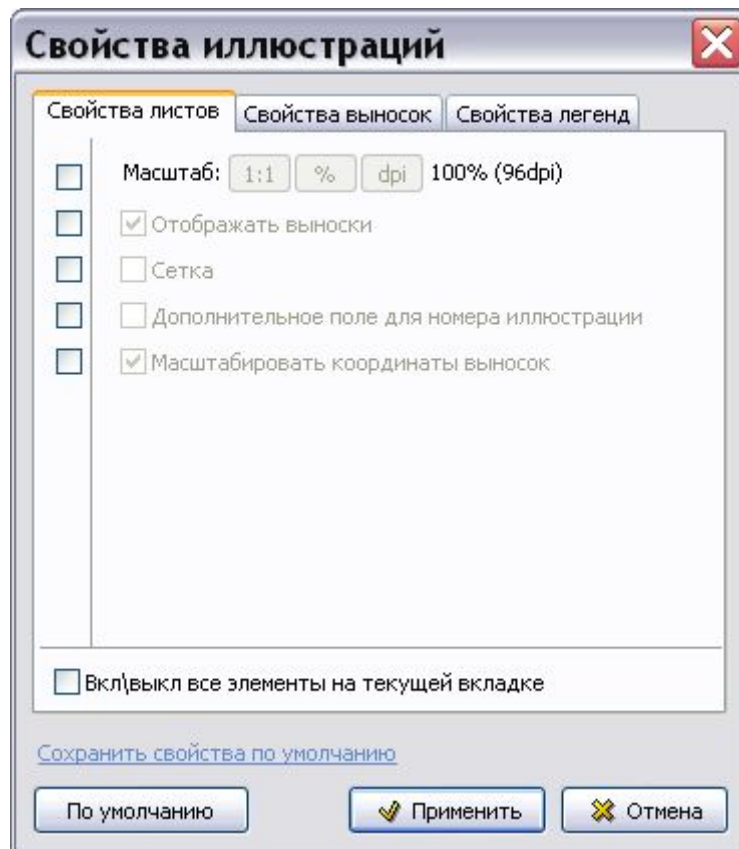 Свойства иллюстраций
Свойства листов Свойства выносок Свойства легенд
Масштаб: 1:1 % dpi 100% (96dpi)
Отображать выноски
Сетка
Дополнительное поле для номера иллюстрации
Масштабировать координаты выносок
Вкл\выкл все элементы на текущей вкладке
Сохранить свойства по умолчанию
По умолчанию Применить Отмена